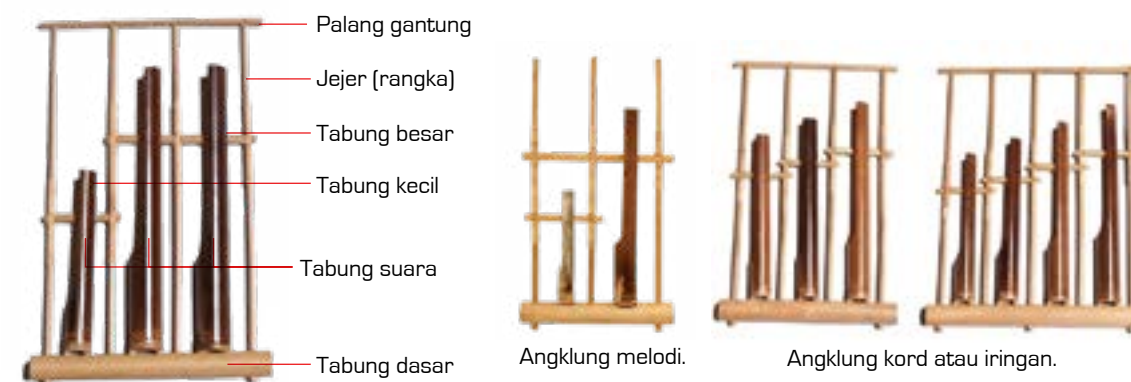 Palang gantung
Jejer (rangka)
Tabung besar
Tabung kecil
Tabung suara
Tabung dasar
Angklung melodi.
Angklung kord atau iringan.